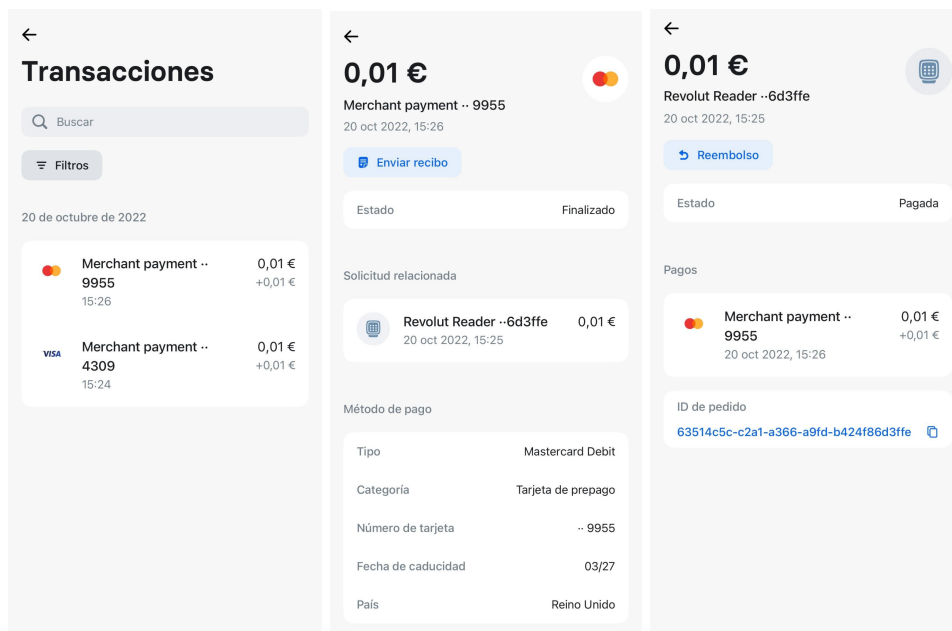 Transacciones
Buscar
Filtros
20 de octubre de 2022
Merchant payment ··
9955
15:26
0,01 €
+0,01 €
VISA
Merchant payment ··
4309
15:24
0,01 €
+0,01 €
0,01 €
Merchant payment ·· 9955
20 oct 2022, 15:26
Enviar recibo
Estado Finalizado
Solicitud relacionada
Revolut Reader ··6d3ffe 0,01 €
20 oct 2022, 15:25
Método de pago
Tipo Mastercard Debit
Categoría Tarjeta de prepago
Número de tarjeta ·· 9955
Fecha de caducidad 03/27
País Reino Unido
0,01 €
Revolut Reader ··6d3ffe
20 oct 2022, 15:25
Reembolso
Estado Pagada
Pagos
Merchant payment ··
9955
20 oct 2022, 15:26
0,01 €
+0,01 €
ID de pedido
63514c5c-c2a1-a366-a9fd-b424f86d3ffe